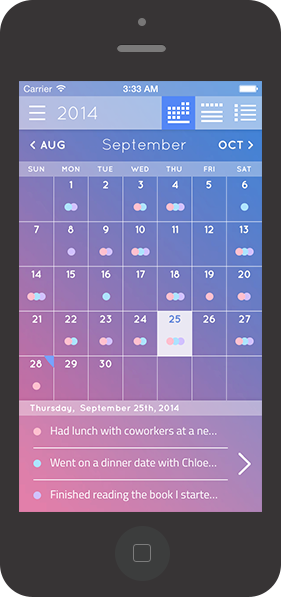 Carrier 3:33 AM
2014
AUG September OCT
SUN MON TUE WED THU FRI SAT
1 2 3 4 5 6
7 8 9 10 11 12 13
14 15 16 17 18 19 20
21 22 23 24 25 26 27
28 29 30
Thursday, September 25th, 2014
Had lunch with coworkers at a ne...
Went on a dinner date with Chloe...
Finished reading the book I starte...